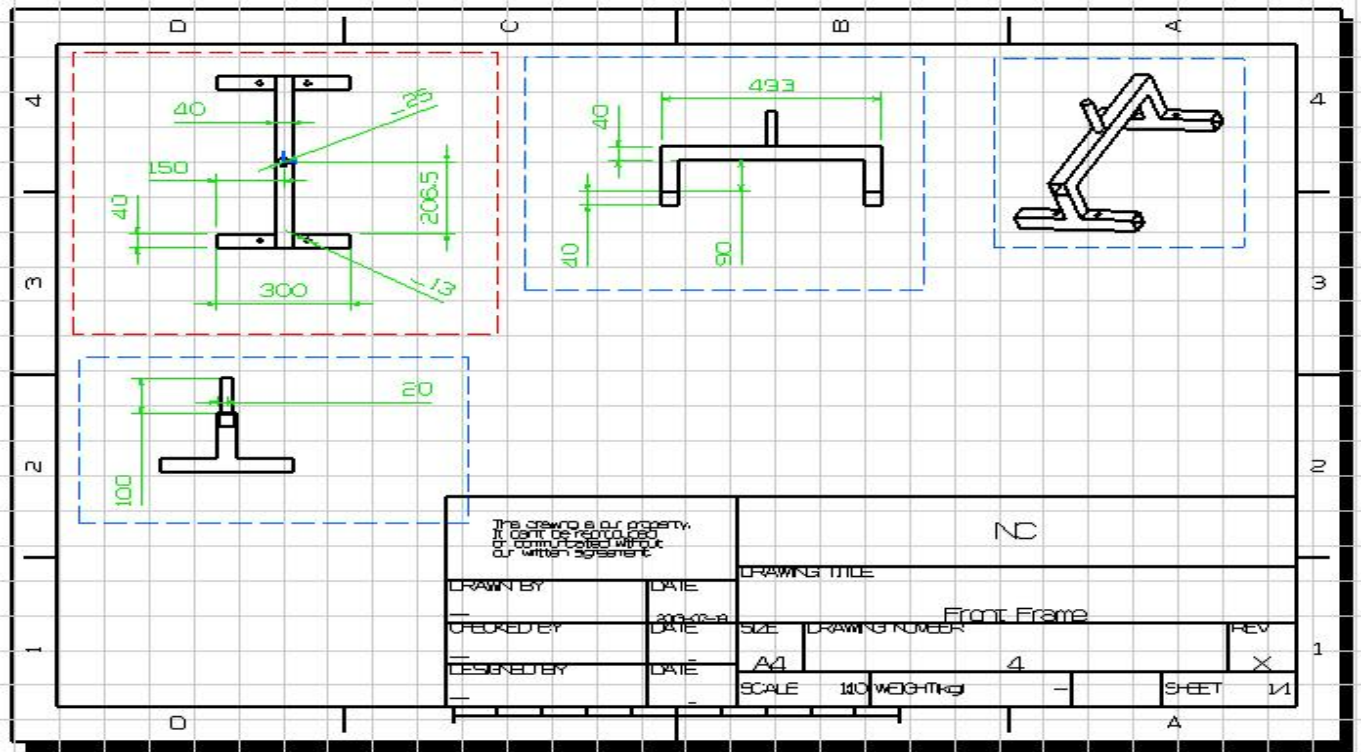 D
C
B
A
4
4
3
3
2
2
1
1
40
150
40
300
206.5
493
40
40
90
20
100
This drawing is our property.
It can't be reproduced
or communicated without
our written agreement.
NC
DRAWING TITLE
Front Frame
DRAWN BY
DATE
CHECKED BY
DATE
DESIGNED BY
DATE
-
SIZE
A4
DRAWING NUMBER
4
REV
X
SCALE 1:10
WEIGHT(kg) -
SHEET 1/1
D
A